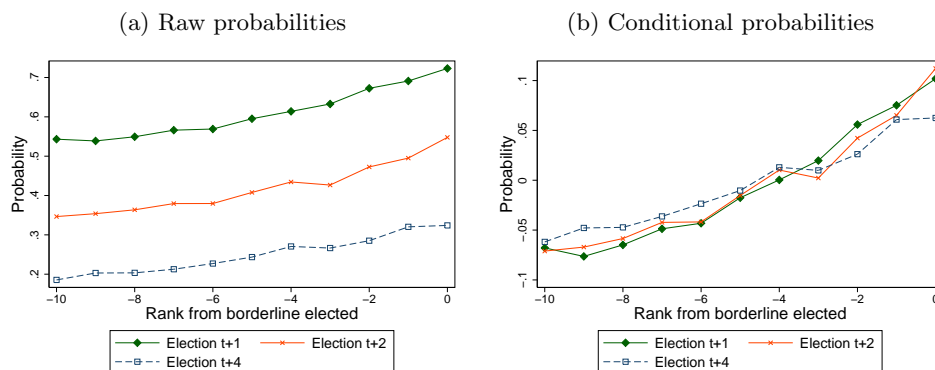 (a) Raw probabilities
(b) Conditional probabilities
Probability
.2 .3 .4 .5 .6 .7
−10 −8 −6 −4 −2 0
Rank from borderline elected
Election t+1 Election t+2
Election t+4
Probability
−.1 −.05 0 .05 .1
−10 −8 −6 −4 −2 0
Rank from borderline elected
Election t+1 Election t+2
Election t+4